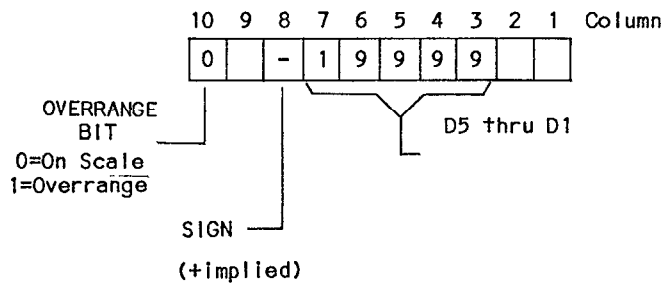 10 9 8 7 6 5 4 3 2 1 Column
0 - 1 9 9 9 9
OVERRANGE
BIT
0=On Scale
1=Overrange
D5 thru D1
SIGN
(+implied)